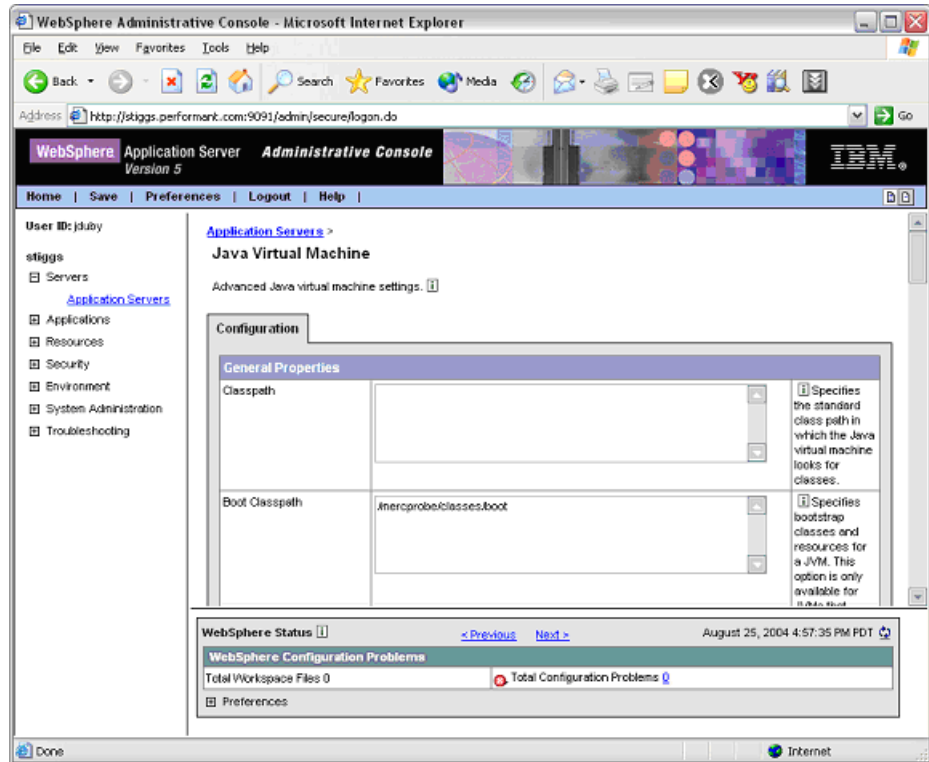 WebSphere Administrative Console - Microsoft Internet Explorer
File Edit View Favorites Tools Help
Back Search Favorites Media
Address http://stiggs.performant.com:9091/admin/secure/logon.do Go
WebSphere Application Server Administrative Console
Version 5
IBM
Home | Save | Preferences | Logout | Help |
User ID: jduby
stiggs
Servers
Application Servers
Applications
Resources
Security
Environment
System Administration
Troubleshooting
Application Servers >
Java Virtual Machine
Advanced Java virtual machine settings. i
Configuration
General Properties
Classpath
i Specifies
the standard
class path in
which the Java
virtual machine
looks for
classes.
Boot Classpath
/mercprobe/classes/boot
i Specifies
bootstrap
classes and
resources for
a JVM. This
option is only
available for
JVMs that
WebSphere Status i < Previous Next > August 25, 2004 4:57:35 PM PDT
WebSphere Configuration Problems
Total Workspace Files 0 Total Configuration Problems 0
Preferences
Done Internet